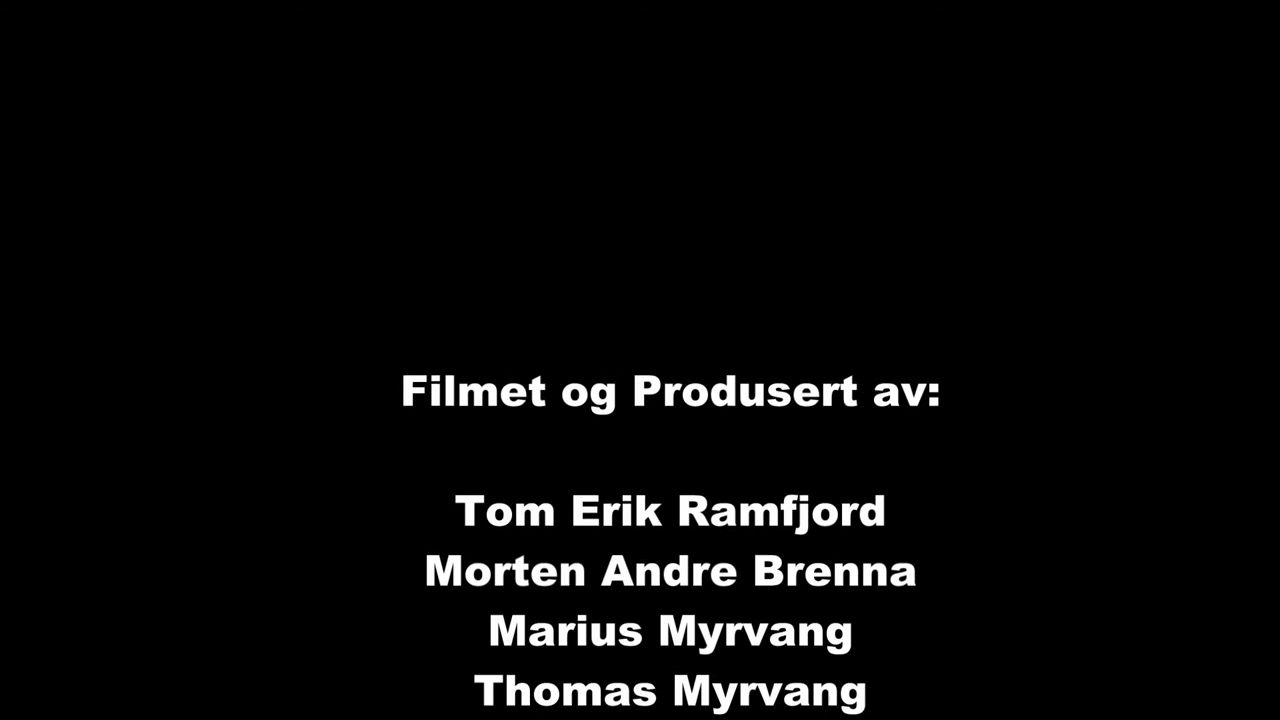 Filmet og Produsert av:
Tom Erik Ramfjord
Morten Andre Brenna
Marius Myrvang
Thomas Myrvang